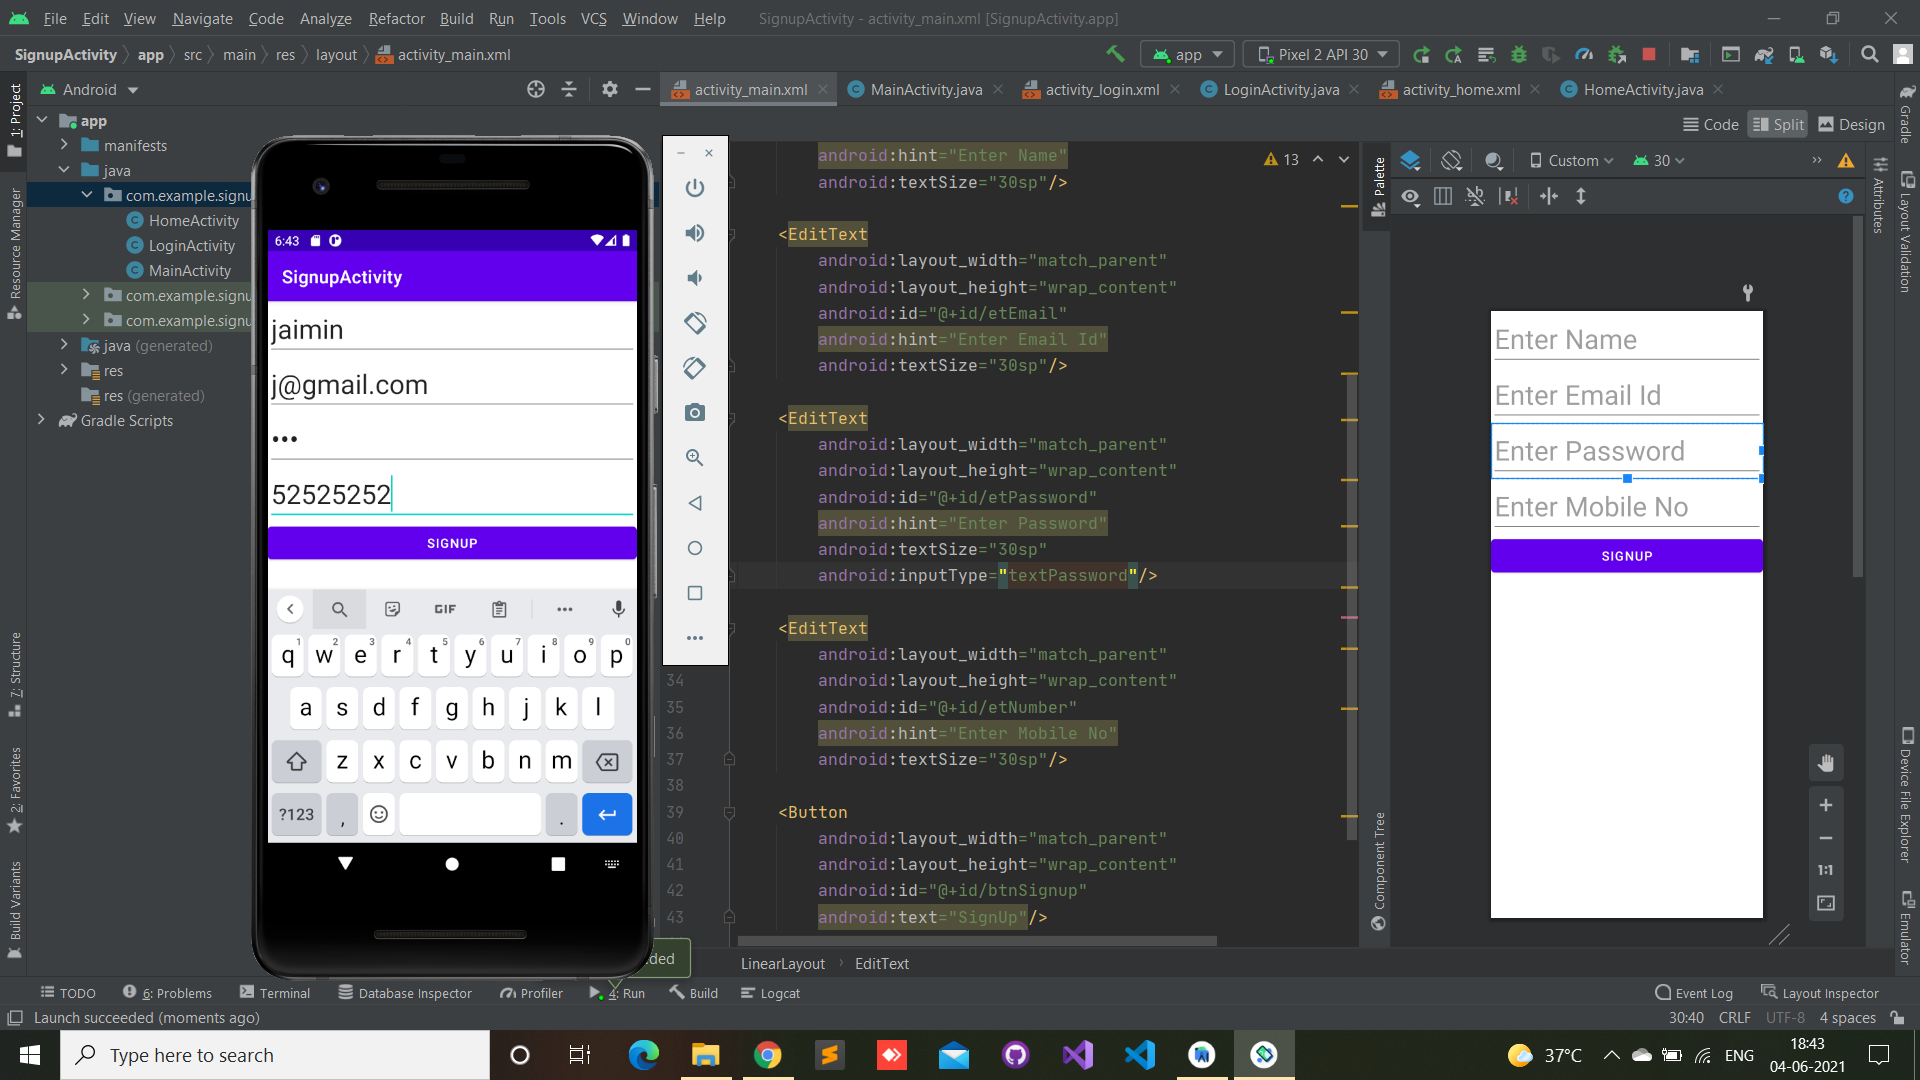 File Edit View Navigate Code Analyze Refactor Build Run Tools VCS Window Help SignupActivity - activity_main.xml [SignupActivity.app]
SignupActivity app src main res layout activity_main.xml
app Pixel 2 API 30
Android
activity_main.xml MainActivity.java activity_login.xml LoginActivity.java activity_home.xml HomeActivity.java
Code Split Design
1: Project
Resource Manager
7: Structure
2: Favorites
Build Variants
app
manifests
java
com.example.signu
HomeActivity
LoginActivity
MainActivity
com.example.signu
com.example.signu
java (generated)
res
res (generated)
Gradle Scripts
6:43
SignupActivity
jaimin
j@gmail.com
•••
52525252
SIGNUP
GIF
q1 w2 e3 r4 t5 y6 u7 i8 o9 p0
a s d f g h j k l
z x c v b n m
?123 , .
android:hint="Enter Name"
android:textSize="30sp"/>
<EditText
android:layout_width="match_parent"
android:layout_height="wrap_content"
android:id="@+id/etEmail"
android:hint="Enter Email Id"
android:textSize="30sp"/>
<EditText
android:layout_width="match_parent"
android:layout_height="wrap_content"
android:id="@+id/etPassword"
android:hint="Enter Password"
android:textSize="30sp"
android:inputType="textPassword"/>
<EditText
android:layout_width="match_parent"
34 android:layout_height="wrap_content"
35 android:id="@+id/etNumber"
36 android:hint="Enter Mobile No"
37 android:textSize="30sp"/>
38
39 <Button
40 android:layout_width="match_parent"
41 android:layout_height="wrap_content"
42 android:id="@+id/btnSignup"
43 android:text="SignUp"/>
13
LinearLayout EditText
ded
Palette
Component Tree
Custom 30
Enter Name
Enter Email Id
Enter Password
Enter Mobile No
SIGNUP
1:1
Gradle
Attributes
Layout Validation
Device File Explorer
Emulator
TODO 6: Problems Terminal Database Inspector Profiler 4: Run Build Logcat Event Log Layout Inspector
Launch succeeded (moments ago) 30:40 CRLF UTF-8 4 spaces
Type here to search
37°C ENG
18:43
04-06-2021